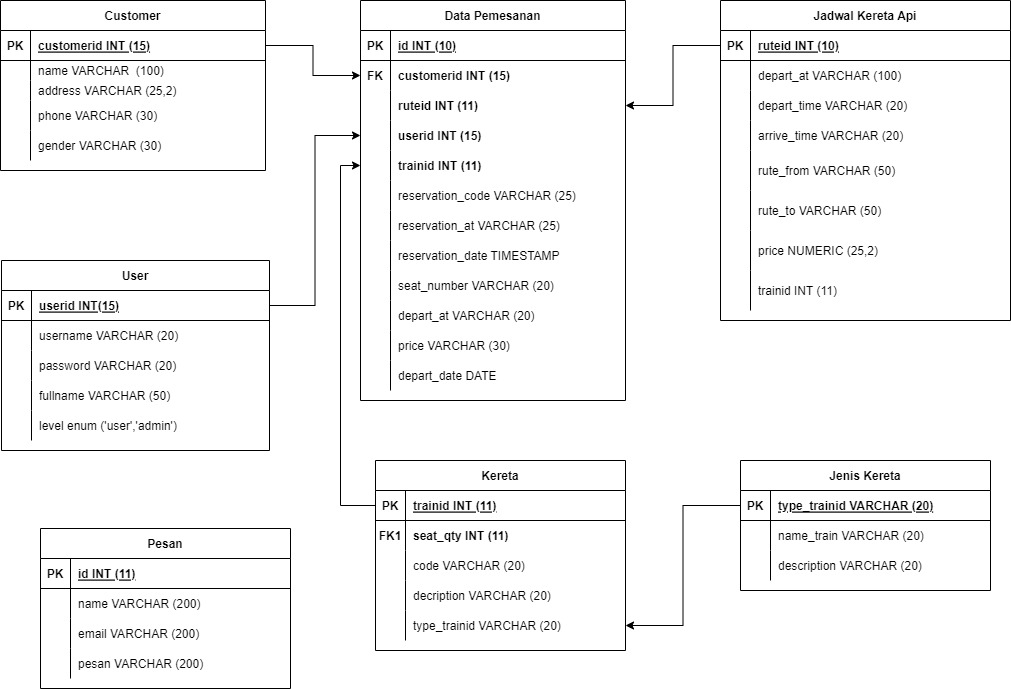 Customer
PK customerid INT (15)
name VARCHAR  (100)
address VARCHAR (25,2)
phone VARCHAR (30)
gender VARCHAR (30)
Data Pemesanan
PK id INT (10)
FK customerid INT (15)
ruteid INT (11)
userid INT (15)
trainid INT (11)
reservation_code VARCHAR (25)
reservation_at VARCHAR (25)
reservation_date TIMESTAMP
seat_number VARCHAR (20)
depart_at VARCHAR (20)
price VARCHAR (30)
depart_date DATE
Jadwal Kereta Api
PK ruteid INT (10)
depart_at VARCHAR (100)
depart_time VARCHAR (20)
arrive_time VARCHAR (20)
rute_from VARCHAR (50)
rute_to VARCHAR (50)
price NUMERIC (25,2)
trainid INT (11)
User
PK userid INT(15)
username VARCHAR (20)
password VARCHAR (20)
fullname VARCHAR (50)
level enum ('user','admin')
Kereta
PK trainid INT (11)
FK1 seat_qty INT (11)
code VARCHAR (20)
decription VARCHAR (20)
type_trainid VARCHAR (20)
Jenis Kereta
PK type_trainid VARCHAR (20)
name_train VARCHAR (20)
description VARCHAR (20)
Pesan
PK id INT (11)
name VARCHAR (200)
email VARCHAR (200)
pesan VARCHAR (200)